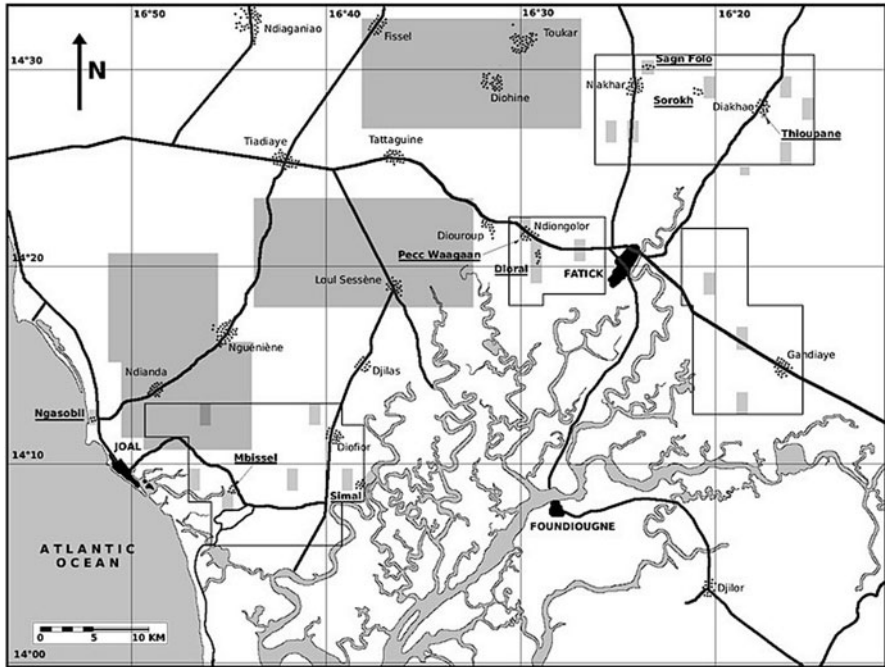 16°50
16°40
16°30
16°20
Ndiaganiao
Fissel
Toukar
14°30
N
Sagn Folo
Niakhar
Diohine
Sorokh
Diakhao
Thioupane
Tiadiaye
Tattaguine
Diouroup
Ndiongolor
14°20
Pecc Waagaan
Dioral
FATICK
Loul Sessène
Nguéniène
Djilas
Gandiaye
Ndianda
Ngasobil
Diofior
14°10
JOAL
Mbissel
Simal
FOUNDIOUGNE
ATLANTIC
OCEAN
Djilor
0 5 10 KM
14°00